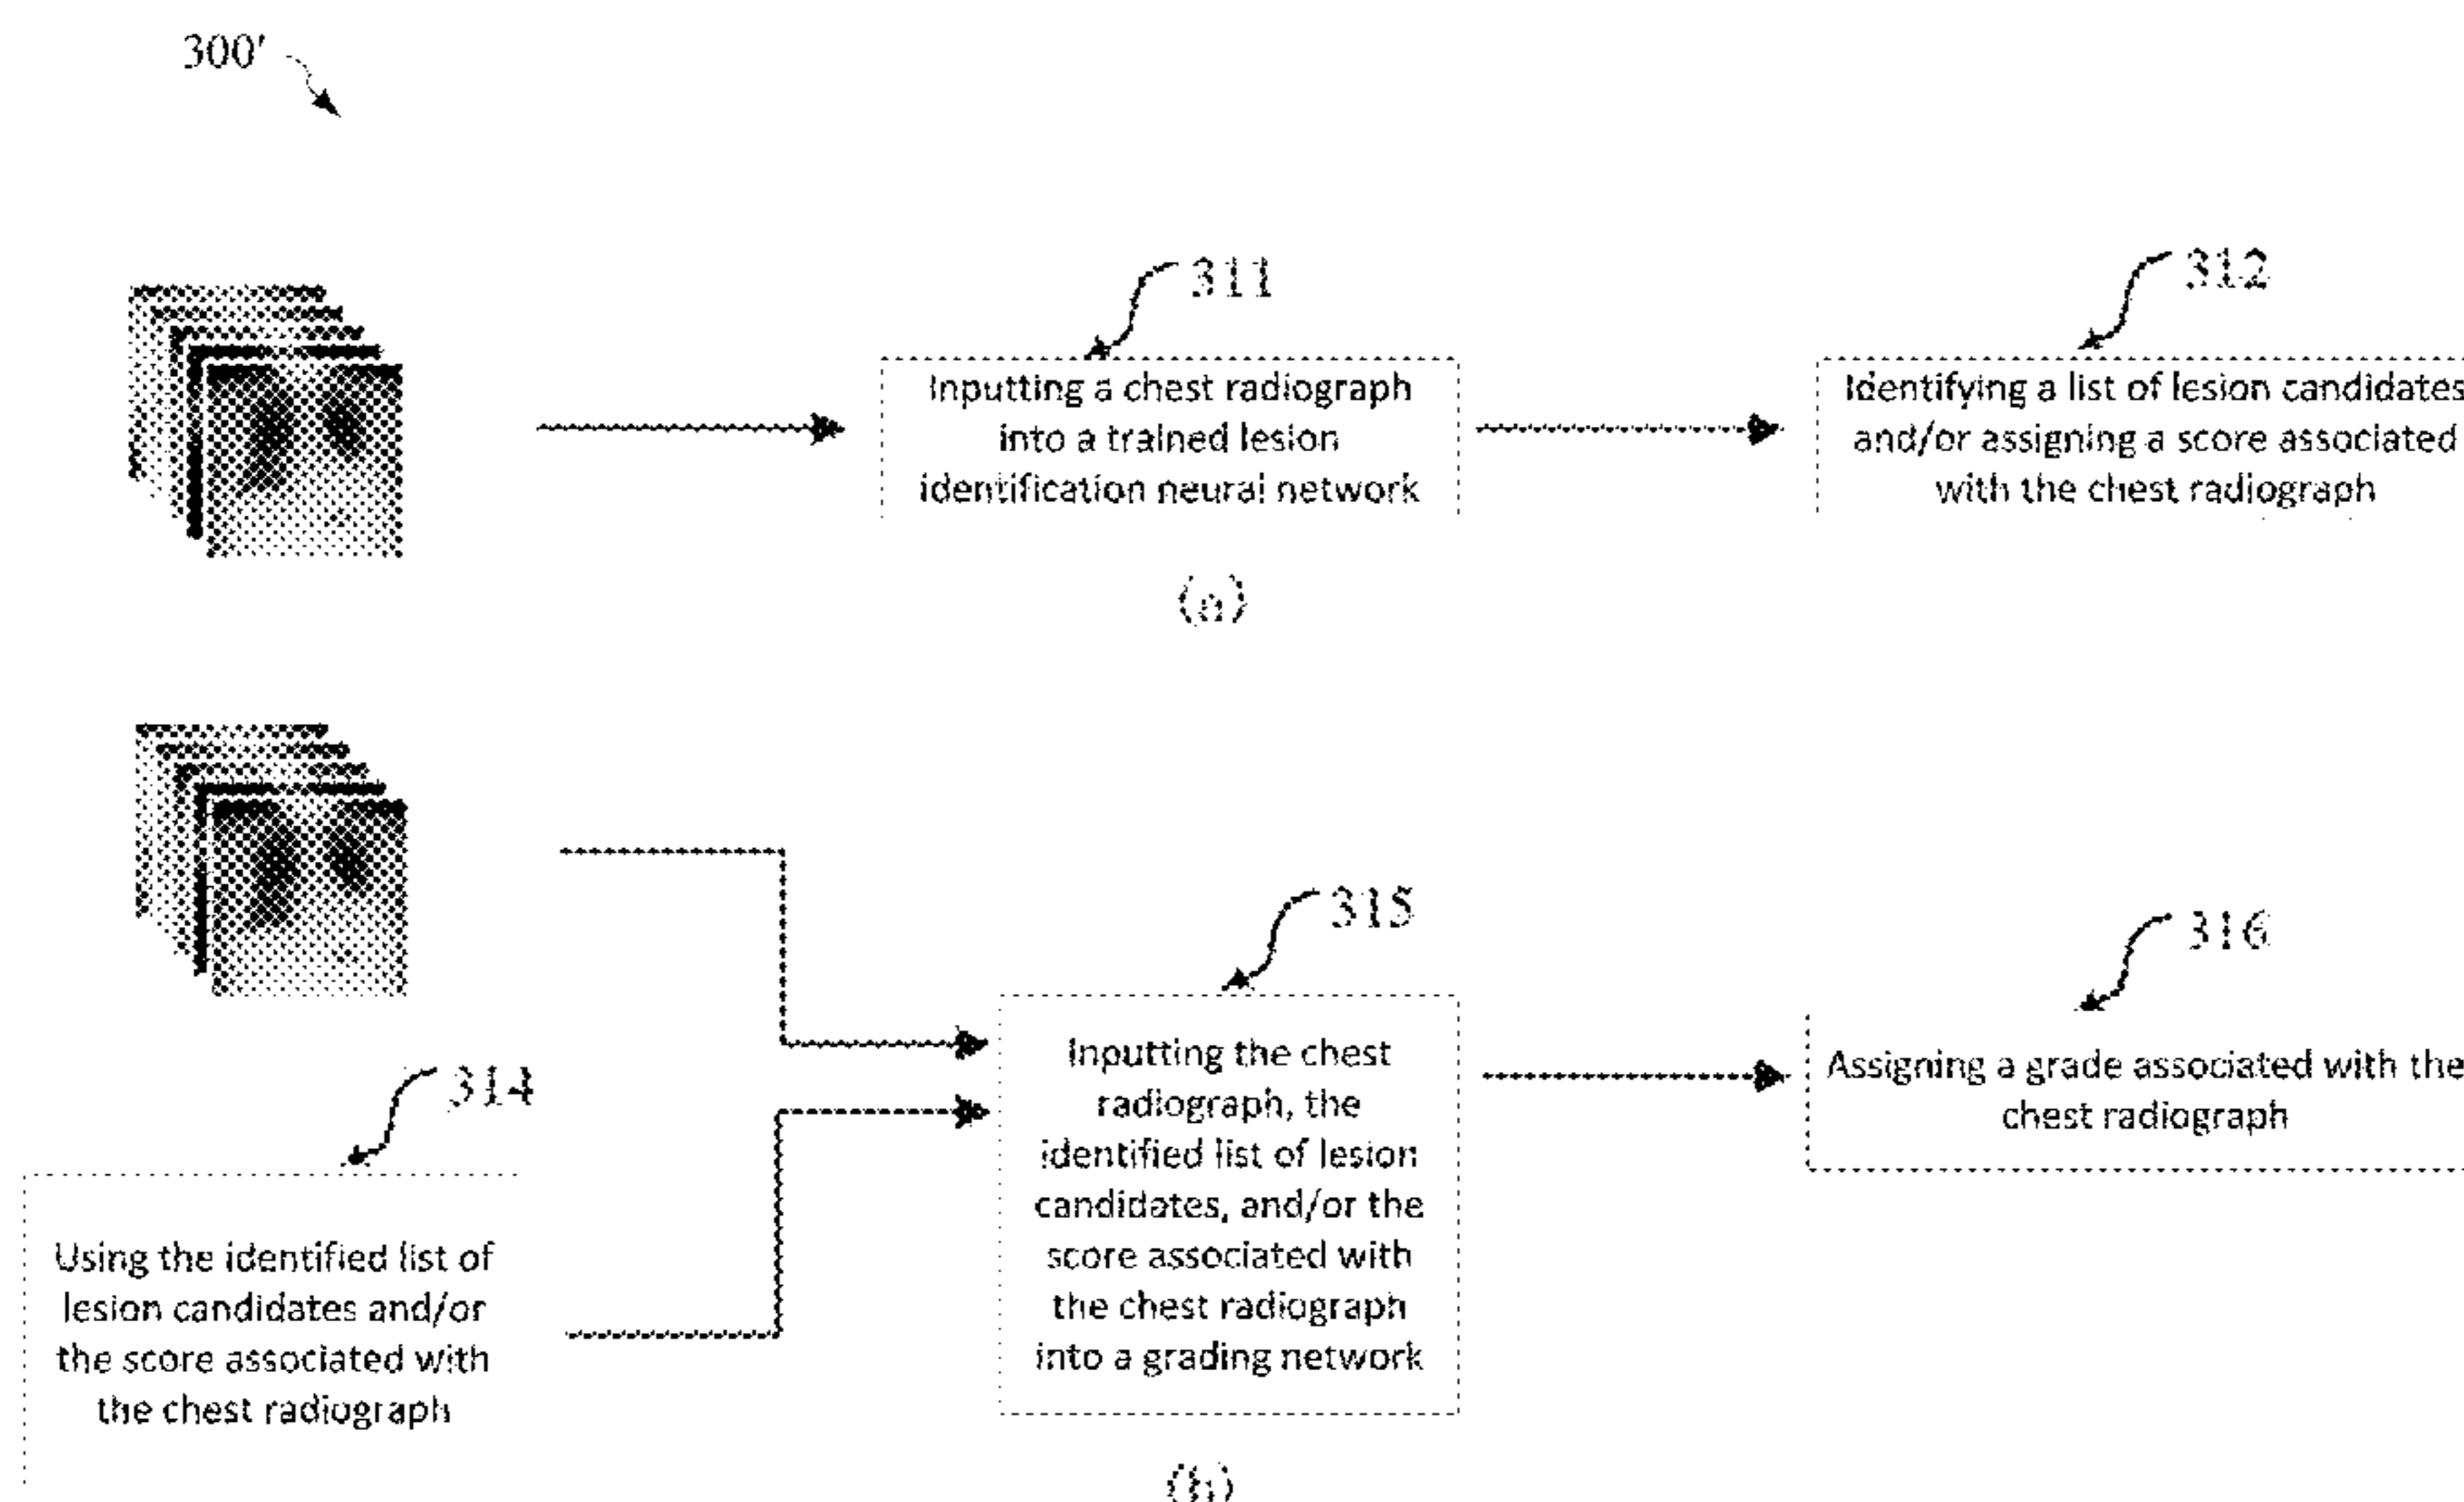 300'
311
312
Inputting a chest radiograph
into a trained lesion
identification neural network
Identifying a list of lesion candidates
and/or assigning a score associated
with the chest radiograph
(a)
315
316
314
Inputting the chest
radiograph, the
identified list of lesion
candidates, and/or the
score associated with
the chest radiograph
into a grading network
Assigning a grade associated with the
chest radiograph
Using the identified list of
lesion candidates and/or
the score associated with
the chest radiograph
(b)